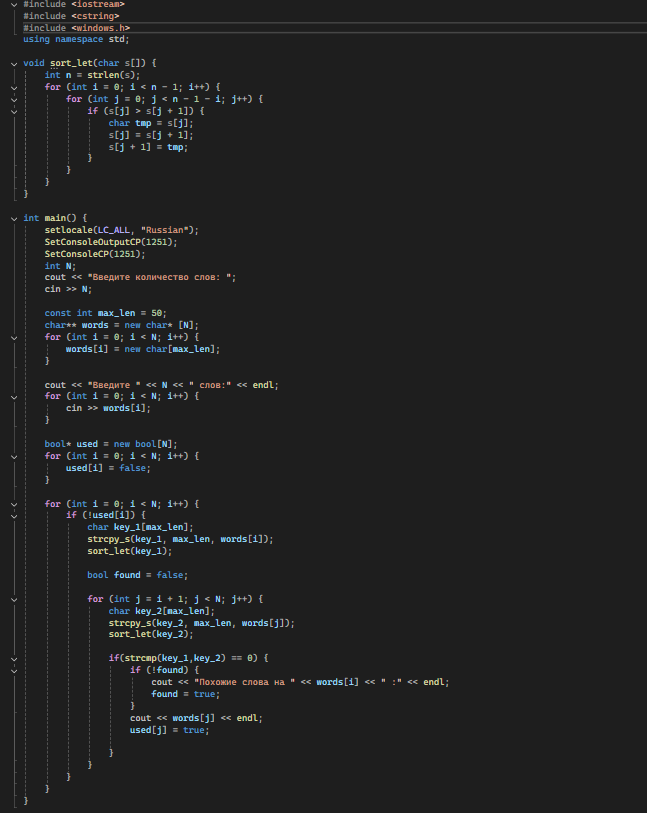 #include <iostream>
#include <cstring>
#include <windows.h>
using namespace std;
void sort_let(char s[]) {
int n = strlen(s);
for (int i = 0; i < n - 1; i++) {
for (int j = 0; j < n - 1 - i; j++) {
if (s[j] > s[j + 1]) {
char tmp = s[j];
s[j] = s[j + 1];
s[j + 1] = tmp;
}
}
}
}
int main() {
setlocale(LC_ALL, "Russian");
SetConsoleOutputCP(1251);
SetConsoleCP(1251);
int N;
cout << "Введите количество слов: ";
cin >> N;
const int max_len = 50;
char** words = new char* [N];
for (int i = 0; i < N; i++) {
words[i] = new char[max_len];
}
cout << "Введите " << N << " слов:" << endl;
for (int i = 0; i < N; i++) {
cin >> words[i];
}
bool* used = new bool[N];
for (int i = 0; i < N; i++) {
used[i] = false;
}
for (int i = 0; i < N; i++) {
if (!used[i]) {
char key_1[max_len];
strcpy_s(key_1, max_len, words[i]);
sort_let(key_1);
bool found = false;
for (int j = i + 1; j < N; j++) {
char key_2[max_len];
strcpy_s(key_2, max_len, words[j]);
sort_let(key_2);
if(strcmp(key_1,key_2) == 0) {
if (!found) {
cout << "Похожие слова на " << words[i] << " :" << endl;
found = true;
}
cout << words[j] << endl;
used[j] = true;
}
}
}
}
}